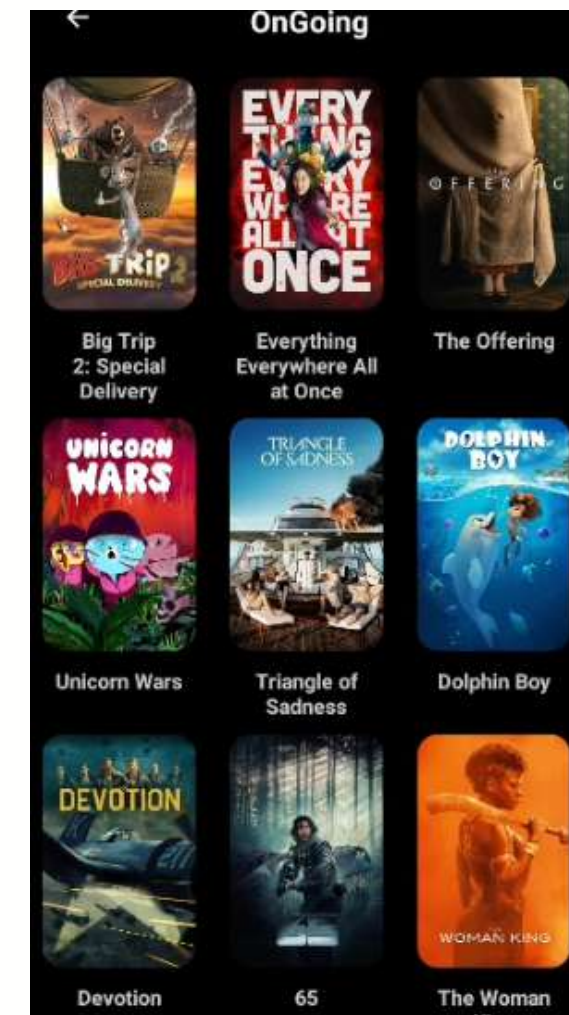 OnGoing
BIG TRIP 2
SPECIAL DELIVERY
EVERY
THING
EVERY
WHERE
ALL AT
ONCE
OFFERING
Big Trip
2: Special
Delivery
Everything
Everywhere All
at Once
The Offering
UNICORN
WARS
TRIANGLE
OF SADNESS
DOLPHIN
BOY
Unicorn Wars
Triangle of
Sadness
Dolphin Boy
DEVOTION
WOMAN KING
Devotion
65
The Woman